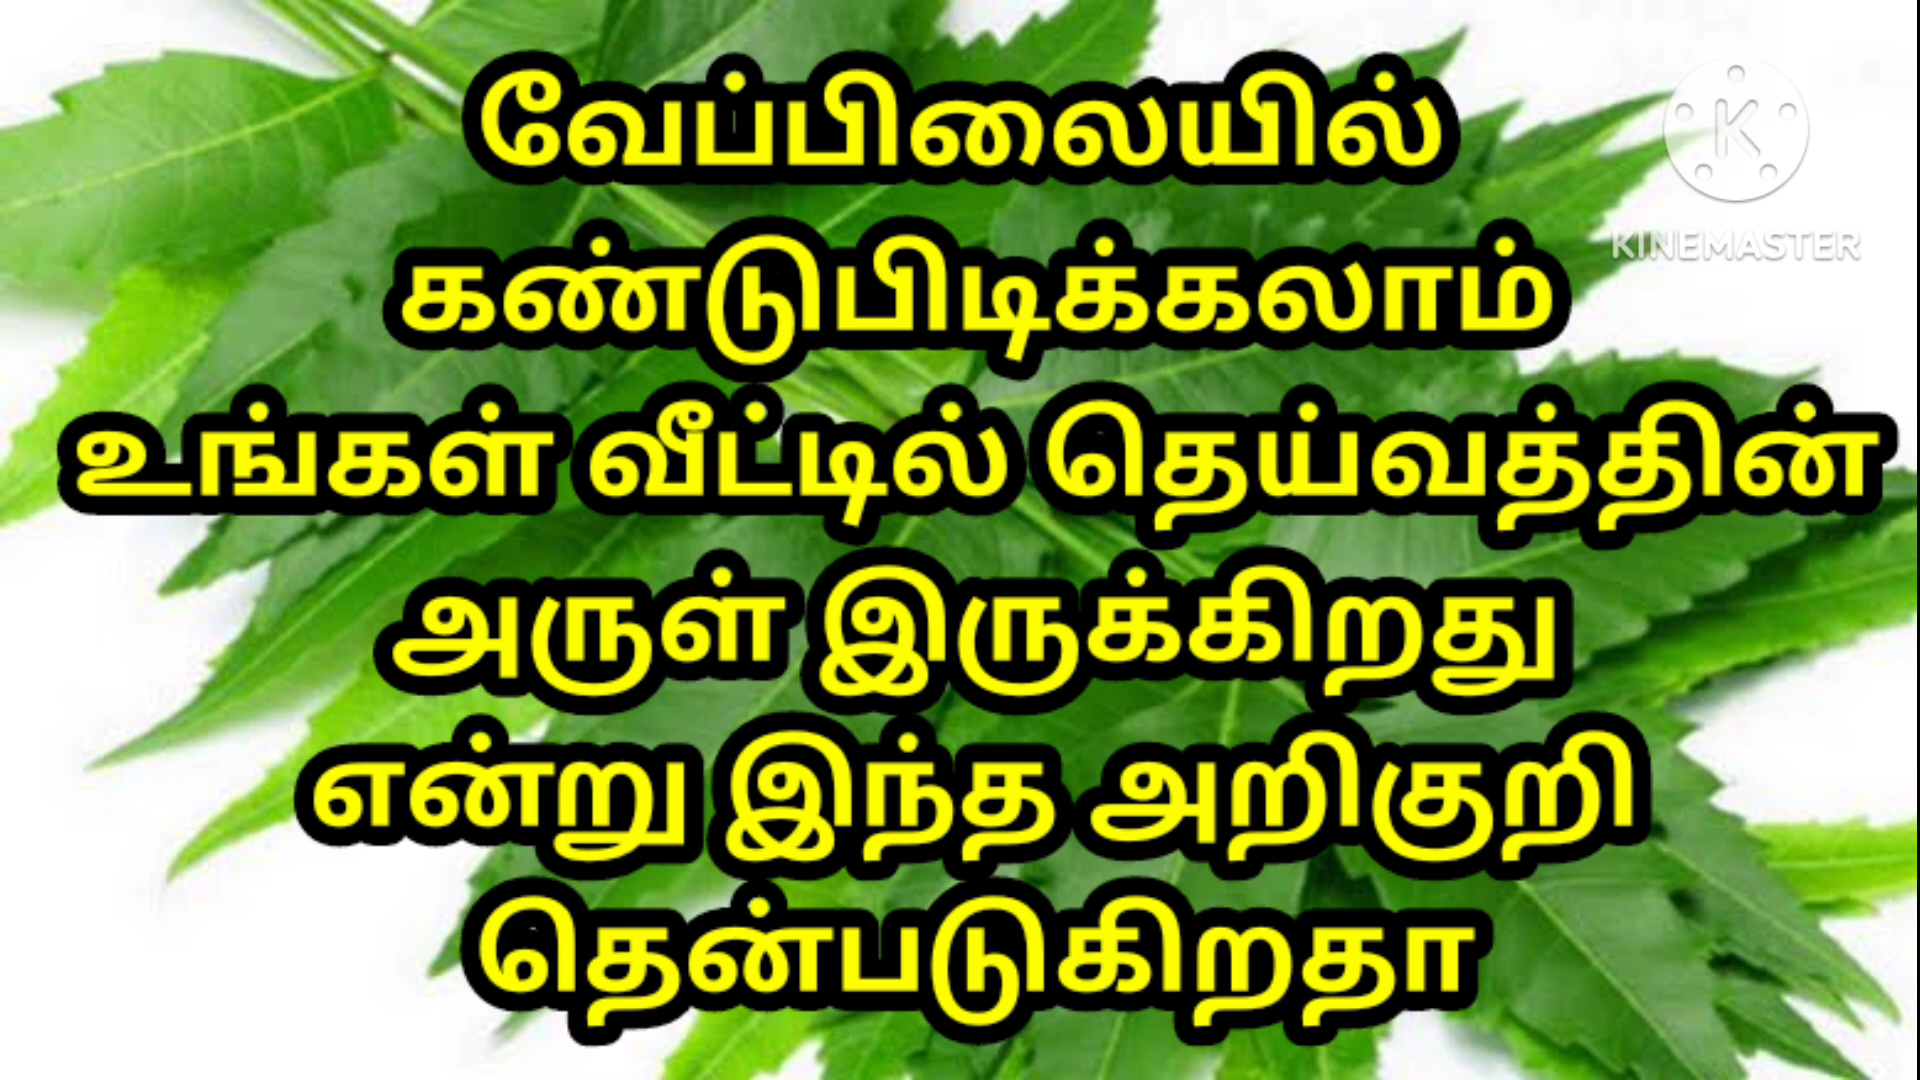 வேப்பிலையில்
கண்டுபிடிக்கலாம்
உங்கள் வீட்டில் தெய்வத்தின்
அருள் இருக்கிறது
என்று இந்த அறிகுறி
தென்படுகிறதா
K
KINEMASTER